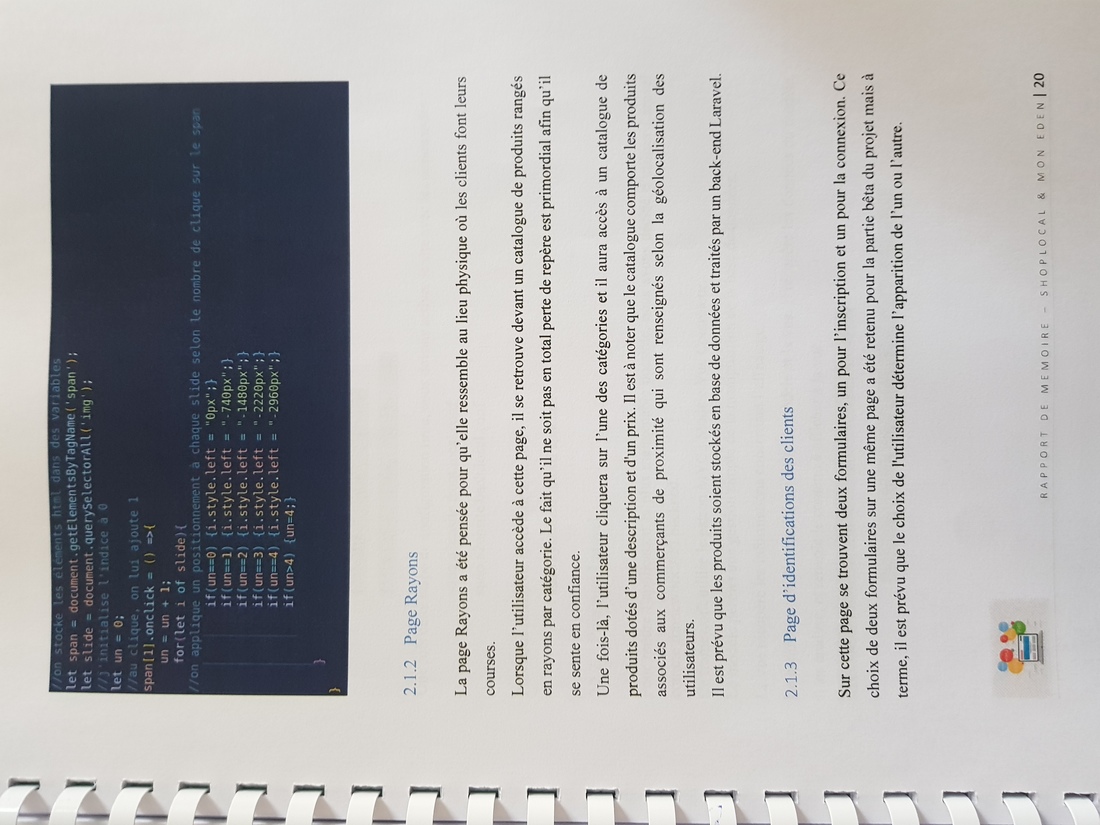 //on stocke les éléments html dans des variables
let span = document.getElementsByTagName('span');
let slide = document.querySelectorAll('img');
//j'initialise l'indice à 0
let un = 0;
//au clique, on lui ajoute 1
span[1].onclick = () =>{
    un = un + 1;
    for(let i of slide){
//on applique un positionnement à chaque slide selon le nombre de clique sur le span
            if(un==0) {i.style.left = "0px";}
            if(un==1) {i.style.left = "-740px";}
            if(un==2) {i.style.left = "-1480px";}
            if(un==3) {i.style.left = "-2220px";}
            if(un==4) {i.style.left = "-2960px";}
            if(un>4) {un=4;}
    }
}
2.1.2 Page Rayons
La page Rayons a été pensée pour qu’elle ressemble au lieu physique où les clients font leurs
courses.
Lorsque l’utilisateur accède à cette page, il se retrouve devant un catalogue de produits rangés
en rayons par catégorie. Le fait qu’il ne soit pas en total perte de repère est primordial afin qu’il
se sente en confiance.
Une fois-là, l’utilisateur cliquera sur l’une des catégories et il aura accès à un catalogue de
produits dotés d’une description et d'un prix. Il est à noter que le catalogue comporte les produits
associés aux commerçants de proximité qui sont renseignés selon la géolocalisation des
utilisateurs.
Il est prévu que les produits soient stockés en base de données et traités par un back-end Laravel.
2.1.3 Page d’identifications des clients
Sur cette page se trouvent deux formulaires, un pour l’inscription et un pour la connexion. Ce
choix de deux formulaires sur une même page a été retenu pour la partie bêta du projet mais à
terme, il est prévu que le choix de l'utilisateur détermine l’apparition de l’un ou l’autre.
RAPPORT DE MEMOIRE – SHOPLOCAL & MON EDEN | 20